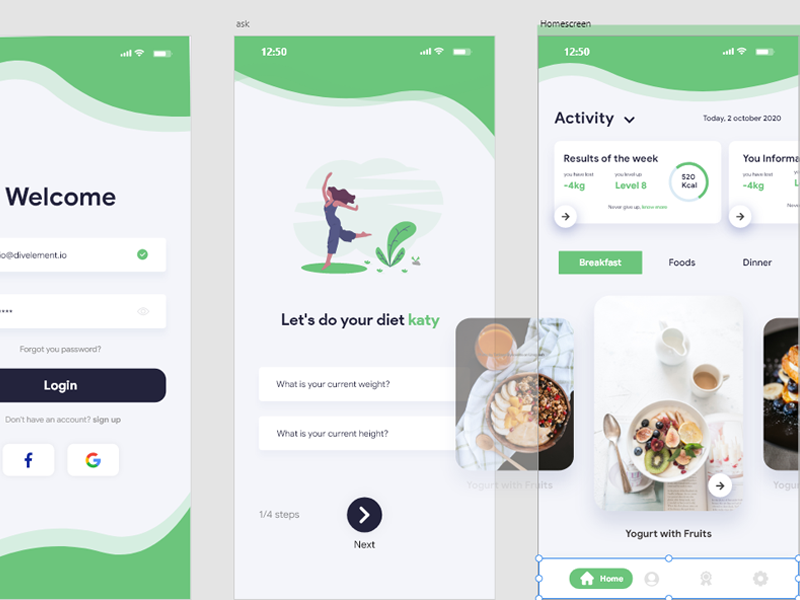 Welcome
io@divelement.io
Forgot you password?
Login
Don't have an account? sign up
ask
12:50
Let's do your diet katy
What is your current weight?
What is your current height?
1/4 steps
Next
Homescreen
12:50
Activity
Today, 2 october 2020
Results of the week
you have lost
-4kg
you level up
Level 8
520
Kcal
Never give up, know more
You Informa
you have lost
-4kg
Breakfast
Foods
Dinner
Yogurt with Fruits
Yogurt with Fruits
Yogu
Home